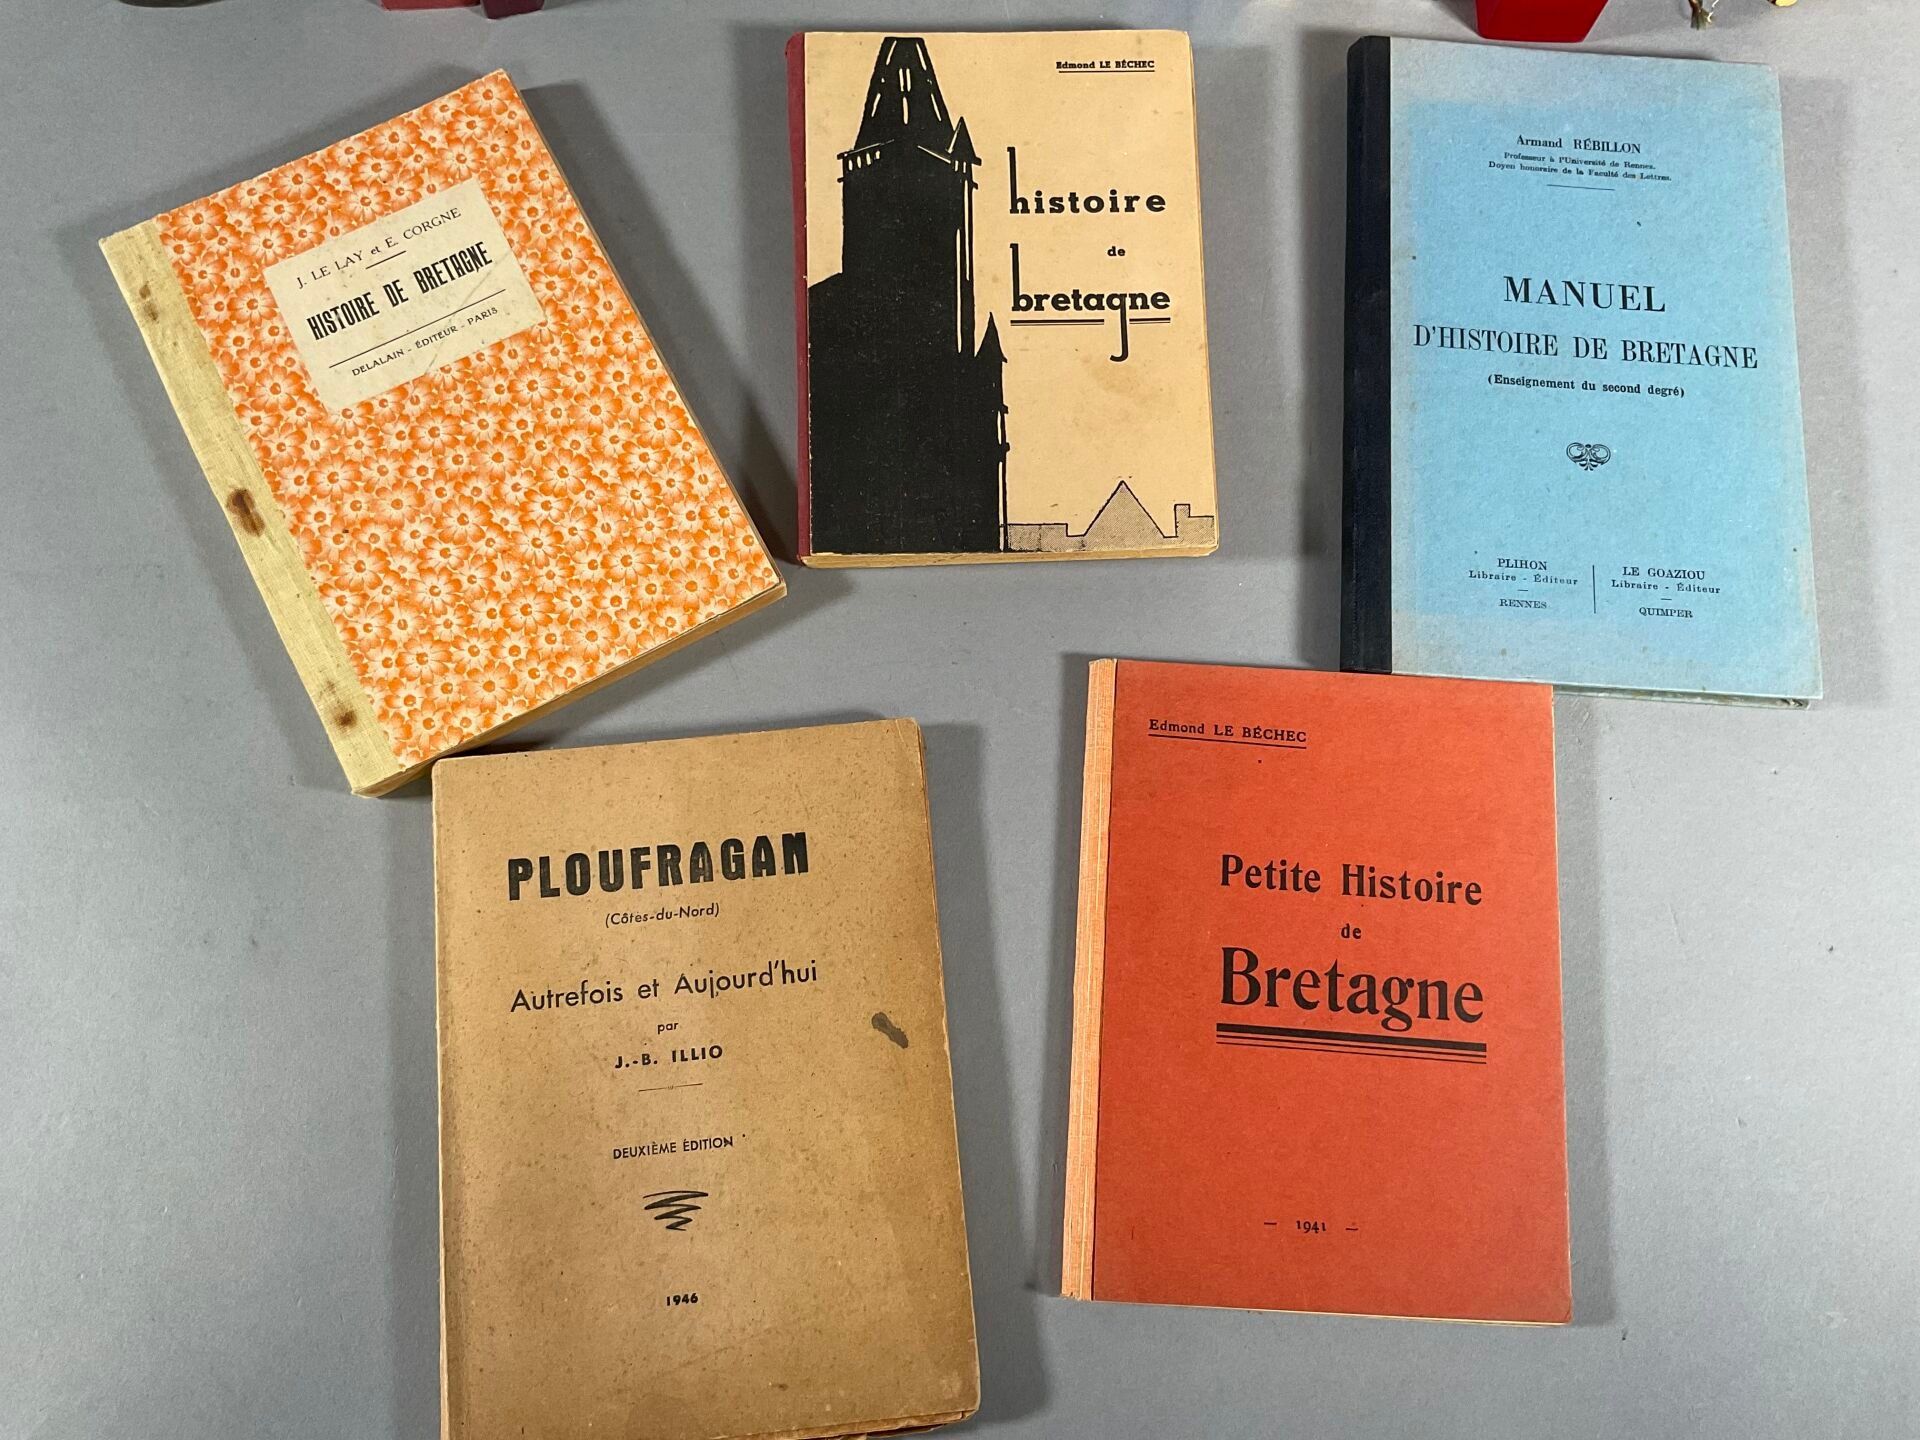 J. LE LAY et E. CORGNE
HISTOIRE DE BRETAGNE
DELALAIN - ÉDITEUR - PARIS
Edmond LE BÉCHEC
histoire
de
bretagne
Armand RÉBILLON
Professeur à l'Université de Rennes.
Doyen honoraire de la Faculté des Lettres.
MANUEL
D'HISTOIRE DE BRETAGNE
(Enseignement du second degré)
PLIHON
Libraire - Éditeur
RENNES
LE GOAZIOU
Libraire - Éditeur
QUIMPER
PLOUFRAGAN
(Côtes-du-Nord)
Autrefois et Aujourd'hui
par
J.-B. ILLIO
DEUXIÈME ÉDITION
1946
Edmond LE BÉCHEC
Petite Histoire
de
Bretagne
— 1941 —